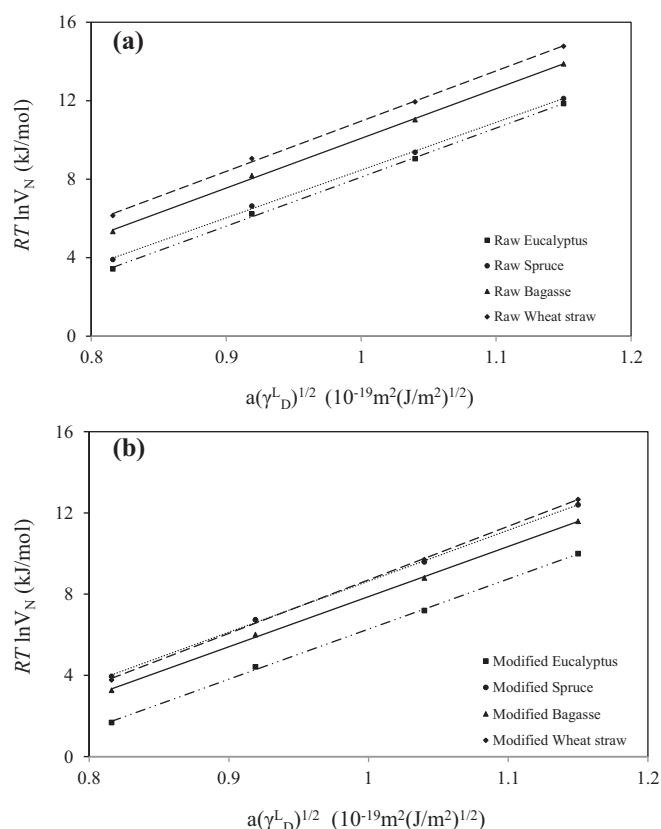 (a)
16
12
8
4
0
RT lnV_N (kJ/mol)
Raw Eucalyptus
Raw Spruce
Raw Bagasse
Raw Wheat straw
0.8 0.9 1 1.1 1.2
a(γ^L_D)^1/2 (10^-19m^2(J/m^2)^1/2)
(b)
16
12
8
4
0
RT lnV_N (kJ/mol)
Modified Eucalyptus
Modified Spruce
Modified Bagasse
Modified Wheat straw
0.8 0.9 1 1.1 1.2
a(γ^L_D)^1/2 (10^-19m^2(J/m^2)^1/2)